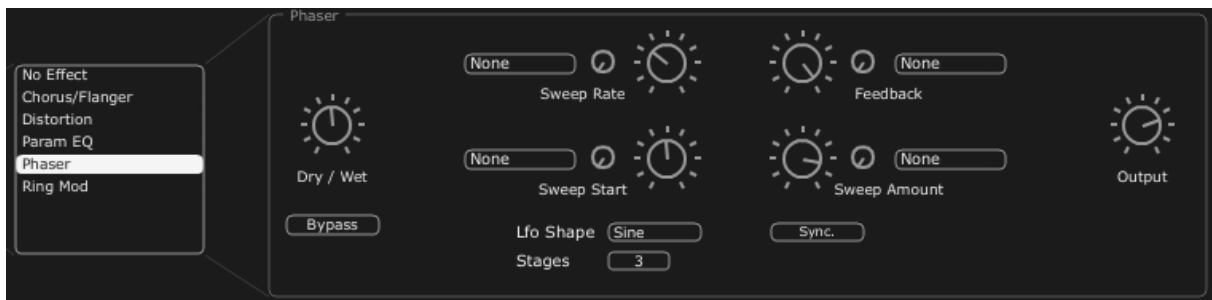 Phaser
No Effect
Chorus/Flanger
Distortion
Param EQ
Phaser
Ring Mod
Dry / Wet
Bypass
None
Sweep Rate
None
Feedback
None
Sweep Start
None
Sweep Amount
Lfo Shape Sine
Sync.
Stages 3
Output